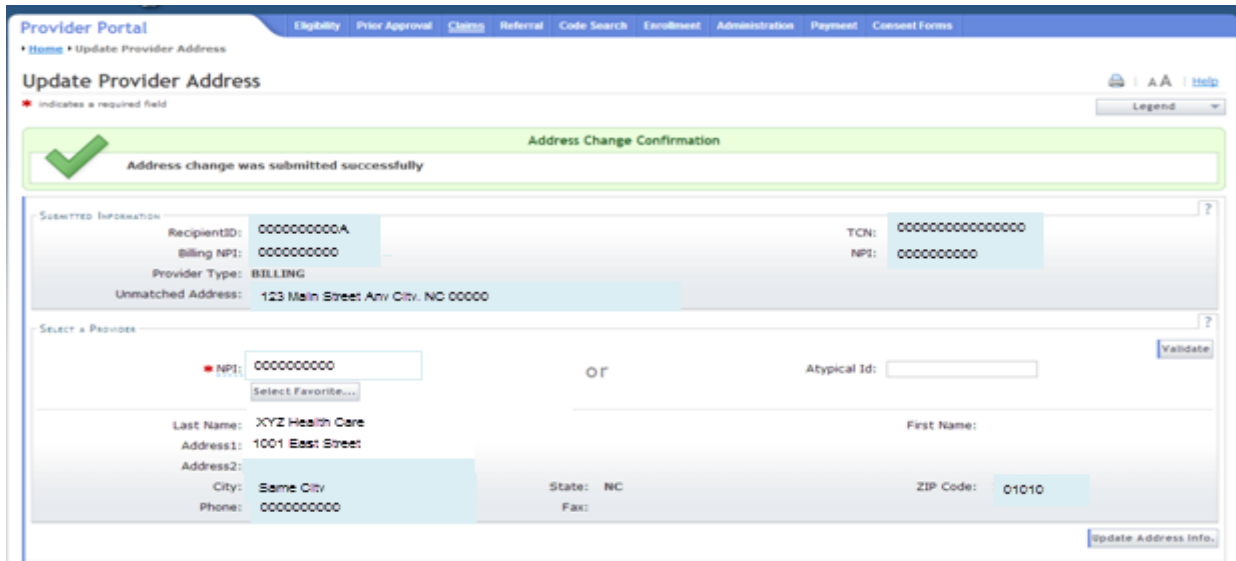 Provider Portal
Eligibility Prior Approval Claims Referral Code Search Enrollment Administration Payment Consent Forms
Home Update Provider Address
Update Provider Address
AA Help
* indicates a required field
Legend
Address Change Confirmation
Address change was submitted successfully
SUBMITTED INFORMATION ?
RecipientID: 0000000000A TCN: 0000000000000000
Billing NPI: 0000000000 NPI: 0000000000
Provider Type: BILLING
Unmatched Address: 123 Main Street Any City, NC 00000
SELECT A PROVIDER ?
Validate
* NPI: 0000000000 or Atypical Id:
Select Favorite...
Last Name: XYZ Health Care First Name:
Address1: 1001 East Street
Address2:
City: Same City State: NC ZIP Code: 01010
Phone: 0000000000 Fax:
Update Address Info.